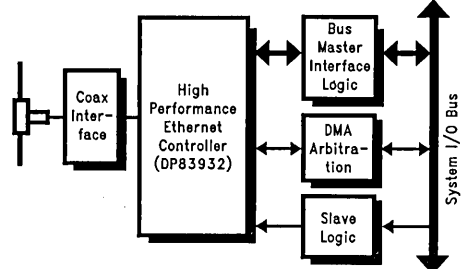 Coax
Inter-
face
High
Performance
Ethernet
Controller
(DP83932)
Bus
Master
Interface
Logic
DMA
Arbitra-
tion
Slave
Logic
System I/O Bus